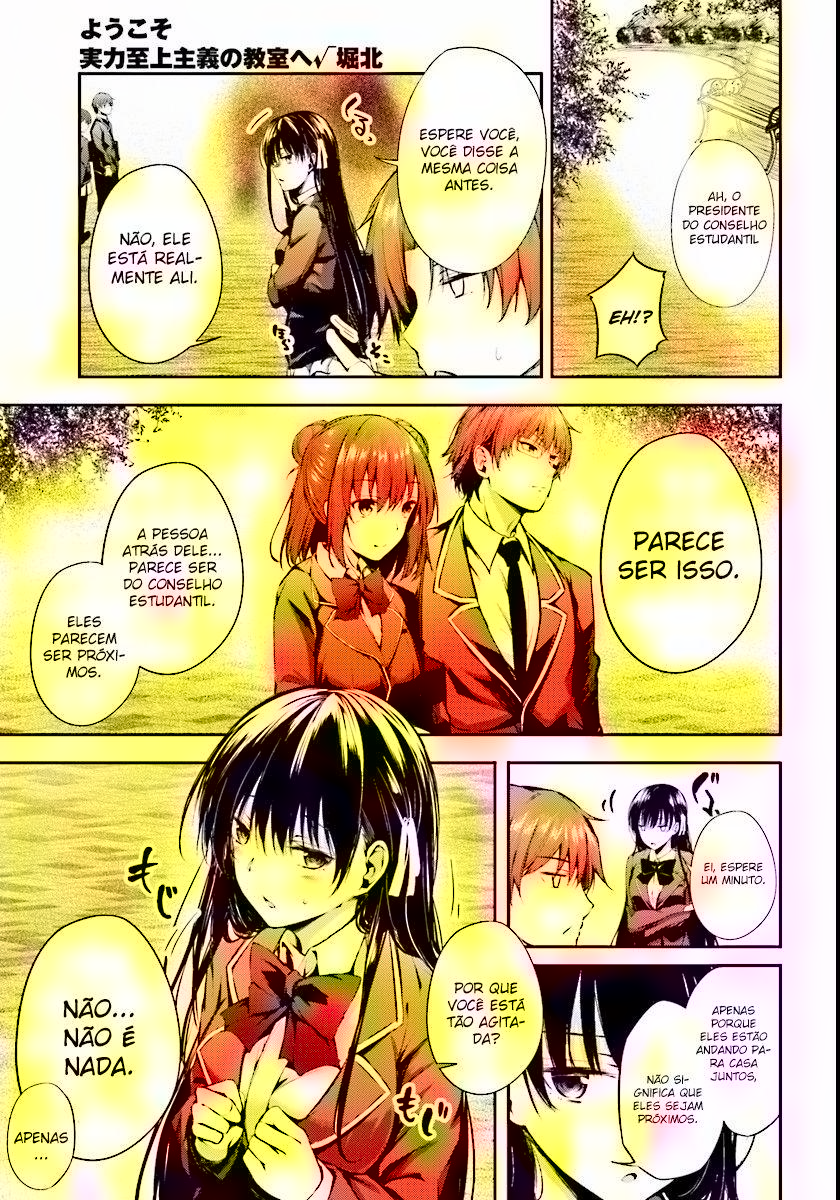 ようこそ
実力至上主義の教室へ√堀北
AH, O
PRESIDENTE
DO CONSELHO
ESTUDANTIL
EH!?
ESPERE VOCÊ,
VOCÊ DISSE A
MESMA COISA
ANTES.
NÃO, ELE
ESTÁ REAL-
MENTE ALI.
PARECE
SER ISSO.
A PESSOA
ATRÁS DELE...
PARECE SER
DO CONSELHO
ESTUDANTIL.
ELES
PARECEM
SER PRÓXI-
MOS.
EI, ESPERE
UM MINUTO.
APENAS
PORQUE
ELES ESTÃO
ANDANDO PA-
RA CASA
JUNTOS,
NÃO SI-
GNIFICA QUE
ELES SEJAM
PRÓXIMOS.
POR QUE
VOCÊ ESTÁ
TÃO AGITA-
DA?
もじ
NÃO...
NÃO É
NADA.
もじ
APENAS
...